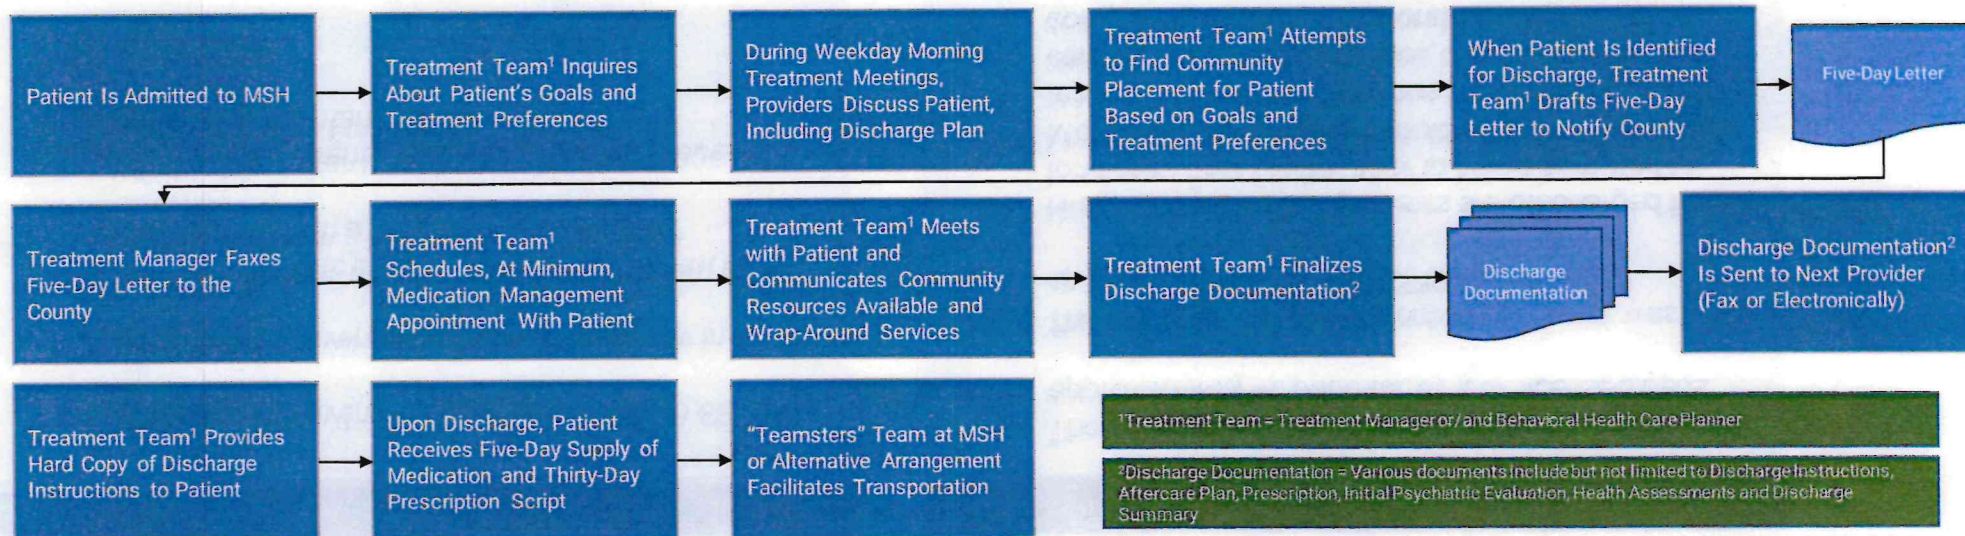 Patient Is Admitted to MSH
Treatment Team¹ Inquires
About Patient's Goals and
Treatment Preferences
During Weekday Morning
Treatment Meetings,
Providers Discuss Patient,
Including Discharge Plan
Treatment Team¹ Attempts
to Find Community
Placement for Patient
Based on Goals and
Treatment Preferences
When Patient Is Identified
for Discharge, Treatment
Team¹ Drafts Five-Day
Letter to Notify County
Five-Day Letter
Treatment Manager Faxes
Five-Day Letter to the
County
Treatment Team¹
Schedules, At Minimum,
Medication Management
Appointment With Patient
Treatment Team¹ Meets
with Patient and
Communicates Community
Resources Available and
Wrap-Around Services
Treatment Team¹ Finalizes
Discharge Documentation²
Discharge
Documentation
Discharge Documentation²
Is Sent to Next Provider
(Fax or Electronically)
Treatment Team¹ Provides
Hard Copy of Discharge
Instructions to Patient
Upon Discharge, Patient
Receives Five-Day Supply of
Medication and Thirty-Day
Prescription Script
"Teamsters" Team at MSH
or Alternative Arrangement
Facilitates Transportation
¹Treatment Team = Treatment Manager or/and Behavioral Health Care Planner
²Discharge Documentation = Various documents include but not limited to Discharge Instructions,
Aftercare Plan, Prescription, Initial Psychiatric Evaluation, Health Assessments and Discharge
Summary